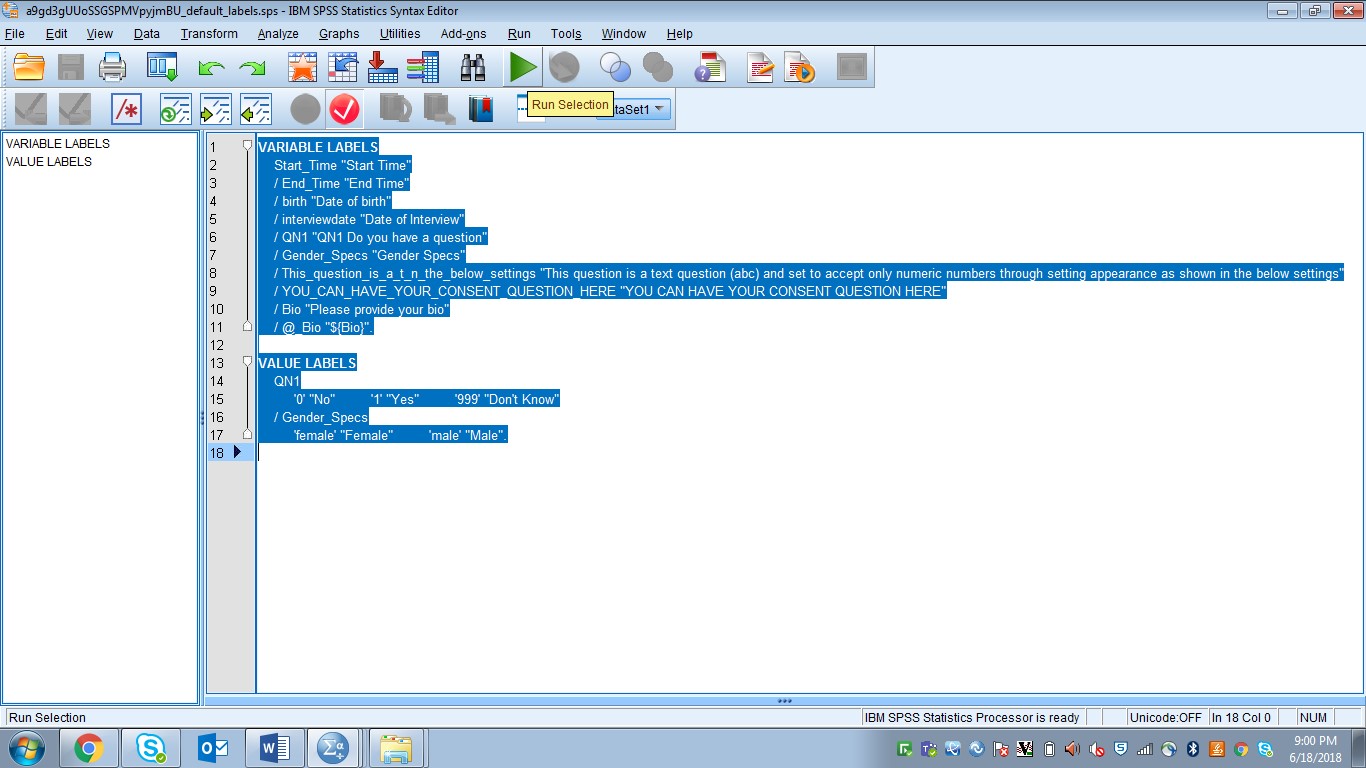 a9gd3gUUoSSGSPMVpyjmBU_default_labels.sps - IBM SPSS Statistics Syntax Editor
File Edit View Data Transform Analyze Graphs Utilities Add-ons Run Tools Window Help
Run Selection
taSet1
VARIABLE LABELS
VALUE LABELS
1 VARIABLE LABELS
2 Start_Time "Start Time"
3 / End_Time "End Time"
4 / birth "Date of birth"
5 / interviewdate "Date of Interview"
6 / QN1 "QN1 Do you have a question"
7 / Gender_Specs "Gender Specs"
8 / This_question_is_a_t_n_the_below_settings "This question is a text question (abc) and set to accept only numeric numbers through setting appearance as shown in the below settings"
9 / YOU_CAN_HAVE_YOUR_CONSENT_QUESTION_HERE "YOU CAN HAVE YOUR CONSENT QUESTION HERE"
10 / Bio "Please provide your bio"
11 / @_Bio "${Bio}".
12
13 VALUE LABELS
14 QN1
15 '0' "No" '1' "Yes" '999' "Don't Know"
16 / Gender_Specs
17 'female' "Female" 'male' "Male".
18
Run Selection
IBM SPSS Statistics Processor is ready
Unicode:OFF
In 18 Col 0
NUM
9:00 PM
6/18/2018